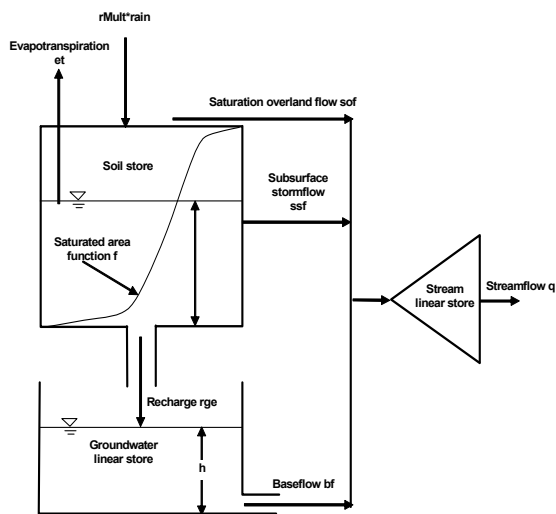 rMult*rain
Evapotranspiration
et
Saturation overland flow sof
Soil store
Subsurface
stormflow
ssf
Saturated area
function f
Stream
linear store
Streamflow q
Recharge rge
Groundwater
linear store
h
Baseflow bf